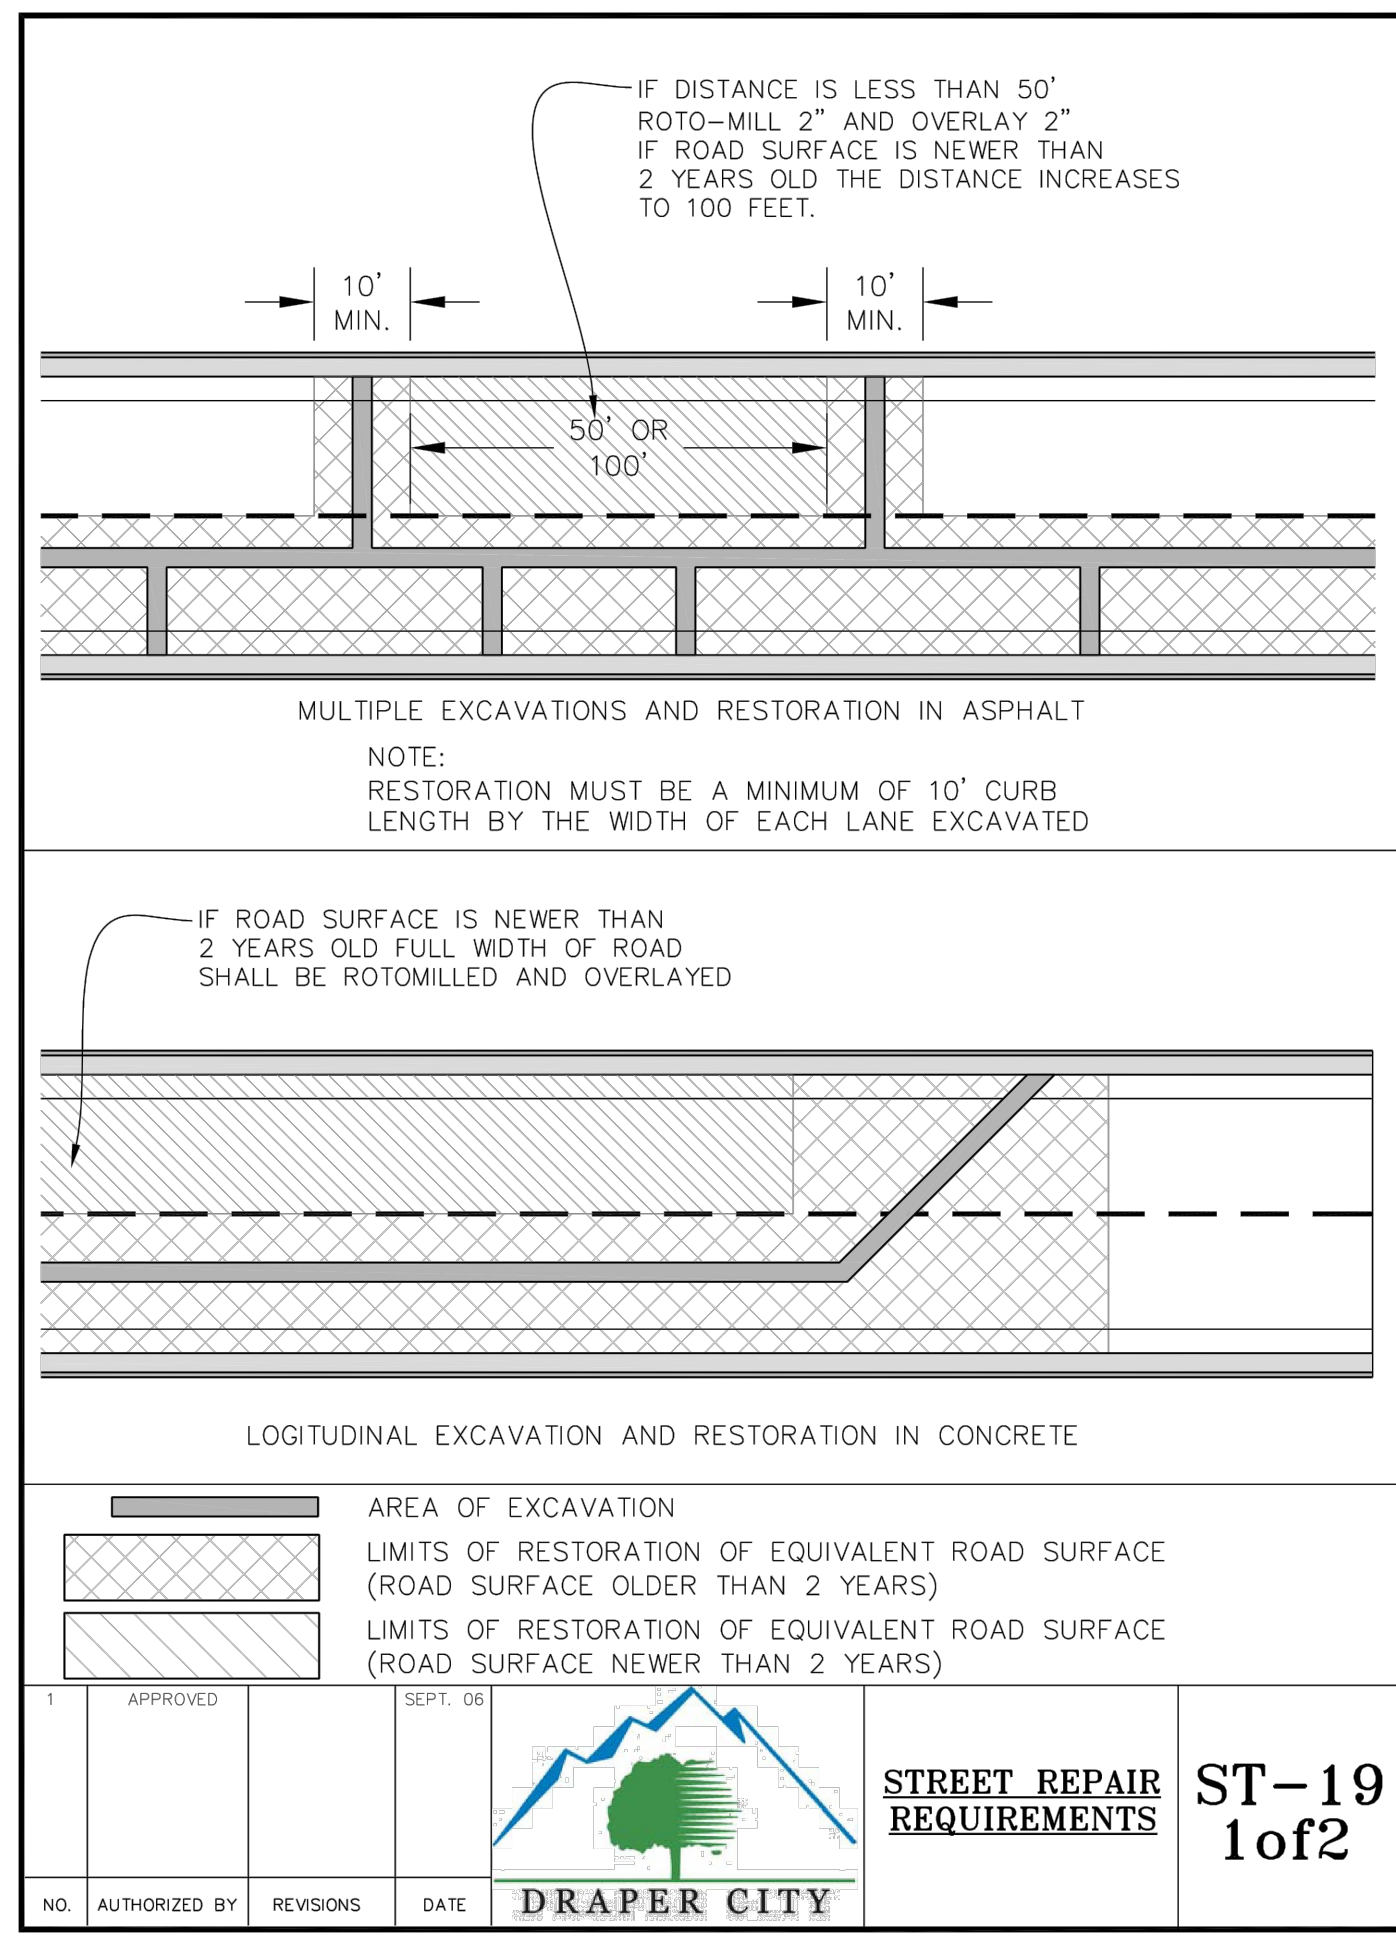 IF DISTANCE IS LESS THAN 50'
ROTO-MILL 2" AND OVERLAY 2"
IF ROAD SURFACE IS NEWER THAN
2 YEARS OLD THE DISTANCE INCREASES
TO 100 FEET.
10'
MIN.
10'
MIN.
50' OR
100'
MULTIPLE EXCAVATIONS AND RESTORATION IN ASPHALT
NOTE:
RESTORATION MUST BE A MINIMUM OF 10' CURB
LENGTH BY THE WIDTH OF EACH LANE EXCAVATED
IF ROAD SURFACE IS NEWER THAN
2 YEARS OLD FULL WIDTH OF ROAD
SHALL BE ROTOMILLED AND OVERLAYED
LOGITUDINAL EXCAVATION AND RESTORATION IN CONCRETE
AREA OF EXCAVATION
LIMITS OF RESTORATION OF EQUIVALENT ROAD SURFACE
(ROAD SURFACE OLDER THAN 2 YEARS)
LIMITS OF RESTORATION OF EQUIVALENT ROAD SURFACE
(ROAD SURFACE NEWER THAN 2 YEARS)
1 APPROVED SEPT. 06
NO. AUTHORIZED BY REVISIONS DATE
DRAPER CITY
STREET REPAIR
REQUIREMENTS
ST-19
1of2